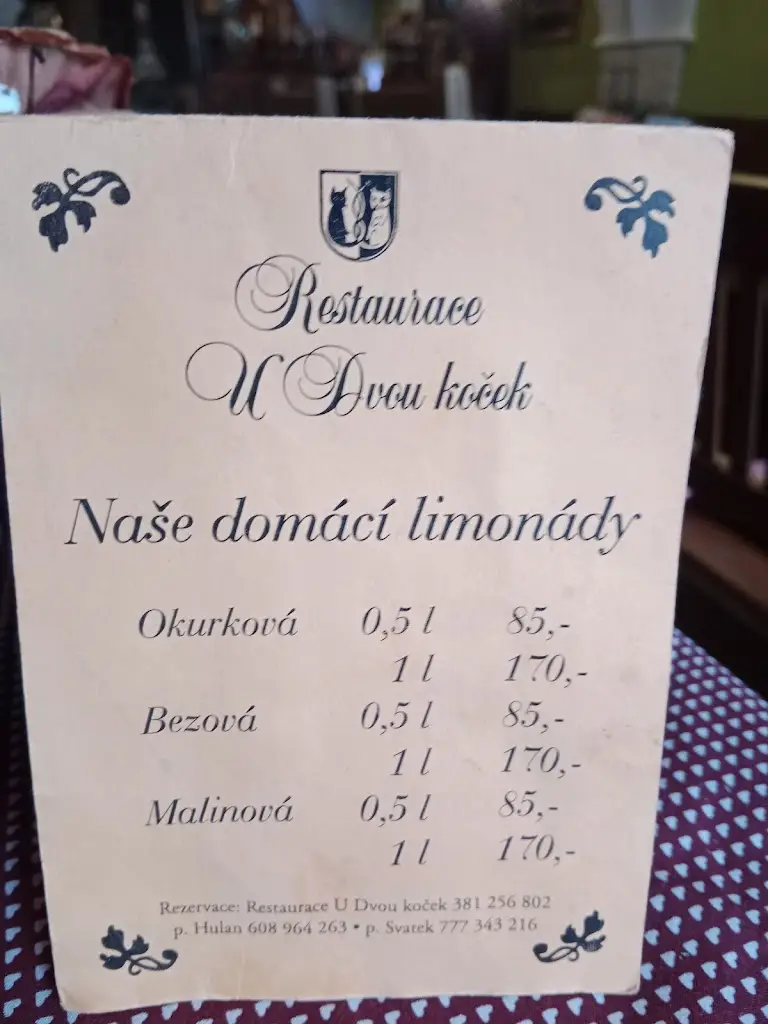 Restaurace
U Dvou koček
Naše domácí limonády
Okurková 0,5 l 85,-
1 l 170,-
Bezová 0,5 l 85,-
1 l 170,-
Malinová 0,5 l 85,-
1 l 170,-
Rezervace: Restaurace U Dvou koček 381 256 802
p. Hulan 608 964 263 • p. Svatek 777 343 216